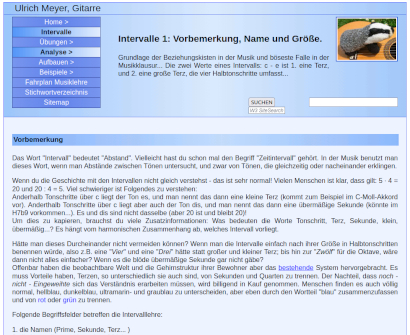 Ulrich Meyer, Gitarre
Home >
Intervalle
Übungen >
Analyse >
Aufbauen >
Beispiele >
Fahrplan Musiklehre
Stichwortverzeichnis
Sitemap
Intervalle 1: Vorbemerkung, Name und Größe.
Grundlage der Beziehungskisten in der Musik und böseste Falle in der
Musikklausur... Die zwei Werte eines Intervalls: c - e ist 1. eine Terz,
und 2. eine große Terz, die vier Halbtonschritte umfasst...
SUCHEN
W3 SiteSearch
Vorbemerkung
Das Wort "Intervall" bedeutet "Abstand". Vielleicht hast du schon mal den Begriff "Zeitintervall" gehört. In der Musik benutzt man
dieses Wort, wenn man Abstände zwischen Tönen untersucht, und zwar von Tönen, die gleichzeitig oder nacheinander erklingen.
Wenn du die Geschichte mit den Intervallen nicht gleich verstehst - das ist sehr normal! Vielen Menschen ist klar, dass gilt: 5 · 4 =
20 und 20 : 4 = 5. Viel schwieriger ist Folgendes zu verstehen:
Anderhalb Tonschritte über c liegt der Ton es, und man nennt das dann eine kleine Terz (kommt zum Beispiel im C-Moll-Akkord
vor). Anderthalb Tonschritte über c liegt aber auch der Ton dis, und man nennt das dann eine übermäßige Sekunde (könnte im
H7b9 vorkommen...). Es und dis sind nicht dasselbe (aber 20 ist und bleibt 20)!
Um dies zu kapieren, brauchst du viele Zusatzinformationen: Was bedeuten die Worte Tonschritt, Terz, Sekunde, klein,
übermäßig...? Es hängt vom harmonischen Zusammenhang ab, welches Intervall vorliegt.
Hätte man dieses Durcheinander nicht vermeiden können? Wenn man die Intervalle einfach nach ihrer Größe in Halbtonschritten
benennen würde, also z.B. eine "Vier" und eine "Drei" hätte statt großer und kleiner Terz; bis hin zur "Zwölf" für die Oktave, wäre
dann nicht alles einfacher? Wenn es die blöde übermäßige Sekunde gar nicht gäbe?
Offenbar haben die beobachtbare Welt und die Gehirnstruktur ihrer Bewohner aber das bestehende System hervorgebracht. Es
muss Vorteile haben, Terzen, so unterschiedlich sie auch sind, von Sekunden und Quarten zu trennen. Der Nachteil, dass noch -
nicht - Eingeweihte sich das Verständnis erarbeiten müssen, wird billigend in Kauf genommen. Menschen finden es auch völlig
normal, hellblau, dunkelblau, ultramarin- und graublau zu unterscheiden, aber eben durch den Wortteil "blau" zusammenzufassen
und von rot oder grün zu trennen.
Folgende Begriffsfelder betreffen die Intervalllehre:
1. die Namen (Prime, Sekunde, Terz... )